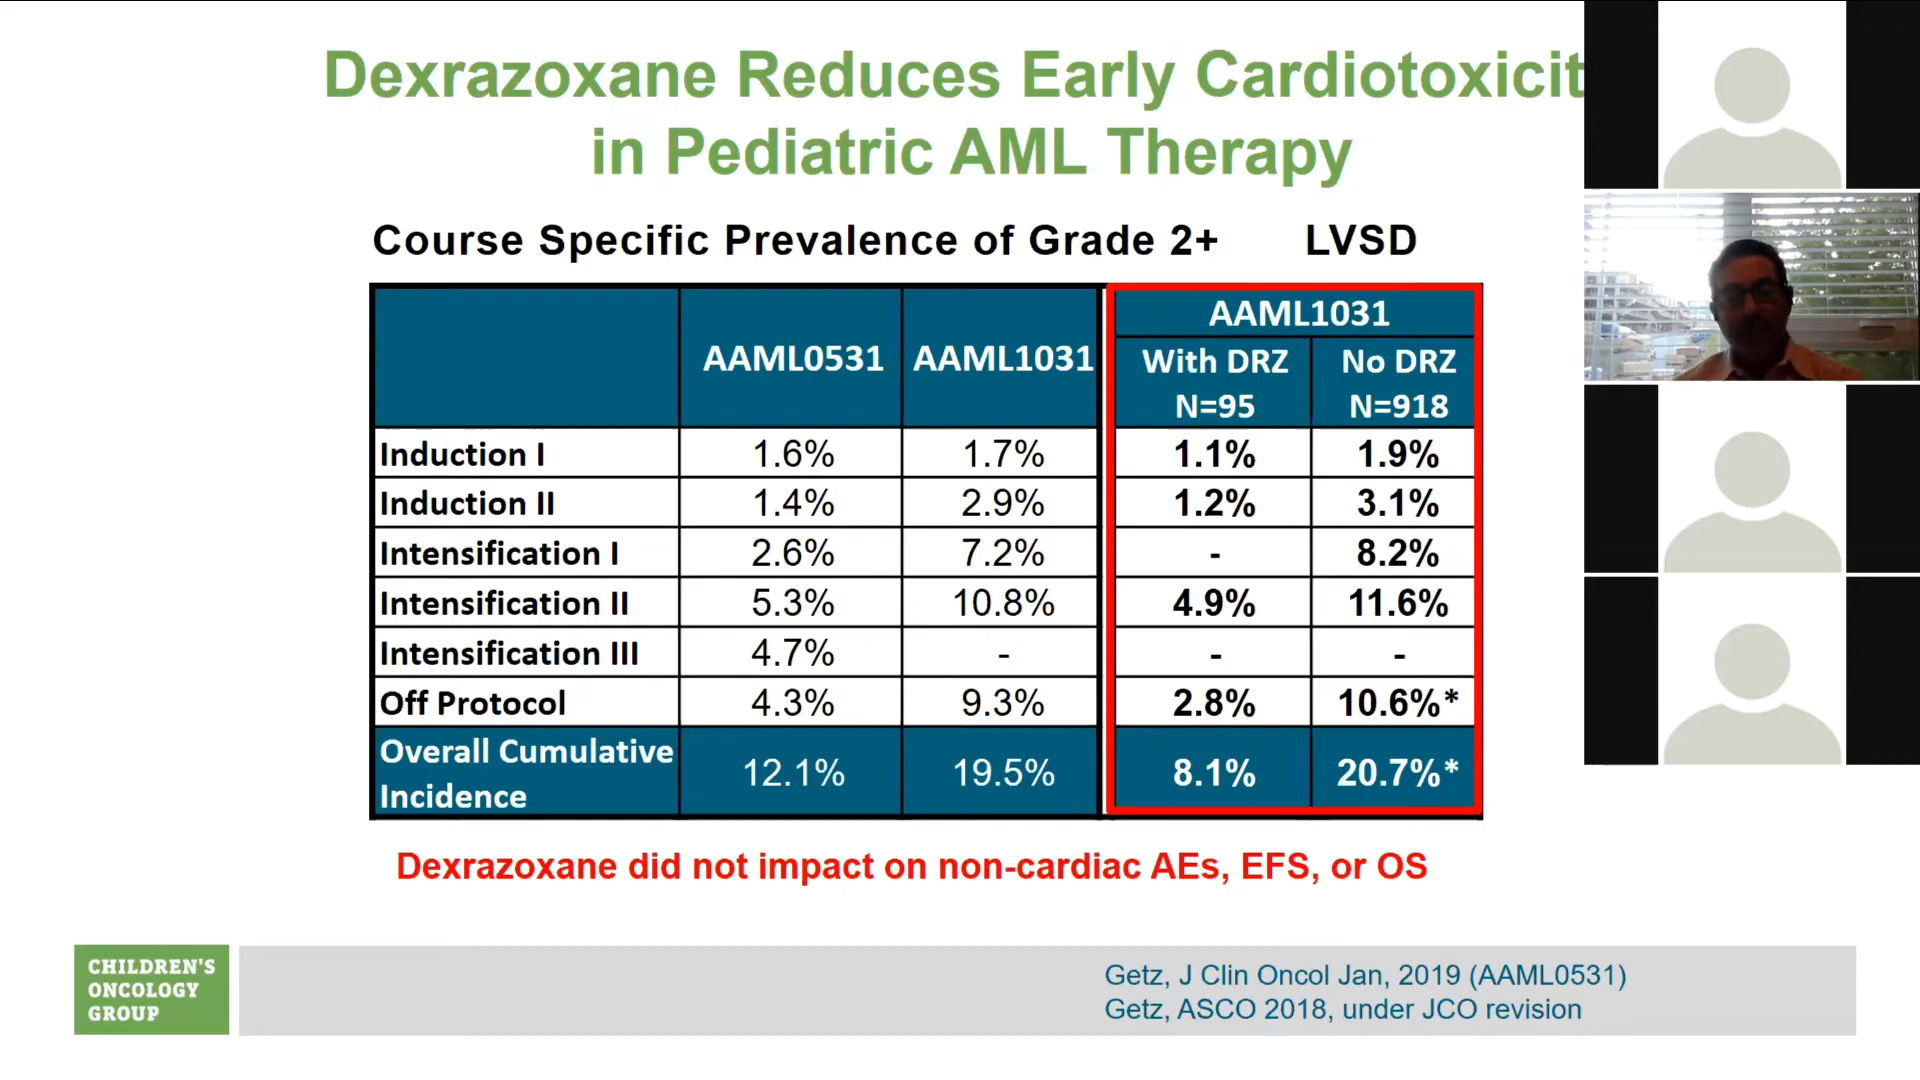 Dexrazoxane Reduces Early Cardiotoxicit
in Pediatric AML Therapy
Course Specific Prevalence of Grade 2+ LVSD
AAML0531 AAML1031 AAML1031
With DRZ No DRZ
N=95 N=918
Induction I 1.6% 1.7% 1.1% 1.9%
Induction II 1.4% 2.9% 1.2% 3.1%
Intensification I 2.6% 7.2% - 8.2%
Intensification II 5.3% 10.8% 4.9% 11.6%
Intensification III 4.7% - - -
Off Protocol 4.3% 9.3% 2.8% 10.6%*
Overall Cumulative
Incidence 12.1% 19.5% 8.1% 20.7%*
Dexrazoxane did not impact on non-cardiac AEs, EFS, or OS
CHILDREN'S
ONCOLOGY
GROUP
Getz, J Clin Oncol Jan, 2019 (AAML0531)
Getz, ASCO 2018, under JCO revision